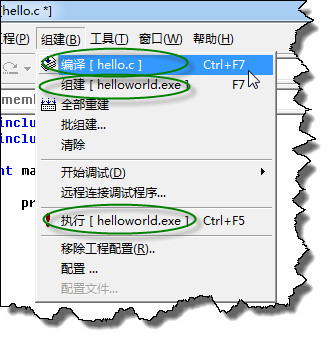 [hello.c *]
程(P) 组建(B) 工具(T) 窗口(W) 帮助(H)
编译 [ hello.c ] Ctrl+F7
组建 [ helloworld.exe ] F7
全部重建
批组建...
清除
开始调试(D)
远程连接调试程序...
执行 [ helloworld.exe ] Ctrl+F5
移除工程配置(R)..
配置 ...
配置文件...
memb
inclu
inclu
nt ma
pr